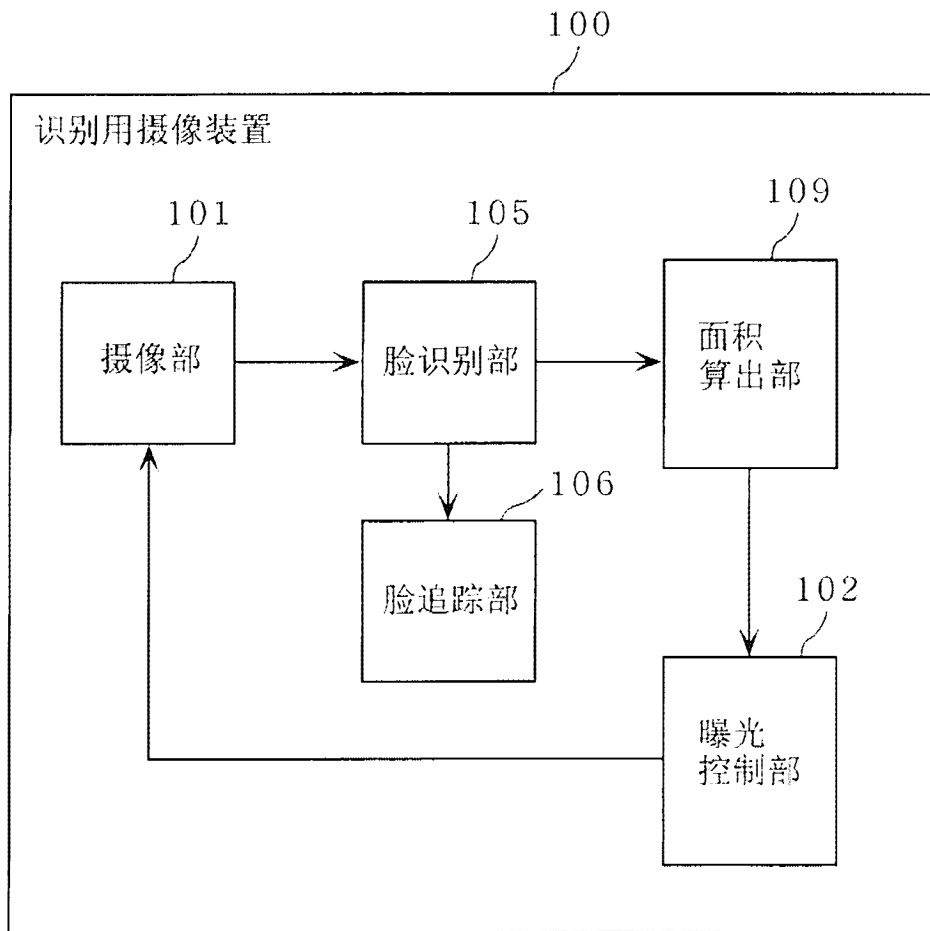 100
识别用摄像装置
101
105
109
摄像部
脸识别部
面积
算出部
106
脸追踪部
102
曝光
控制部